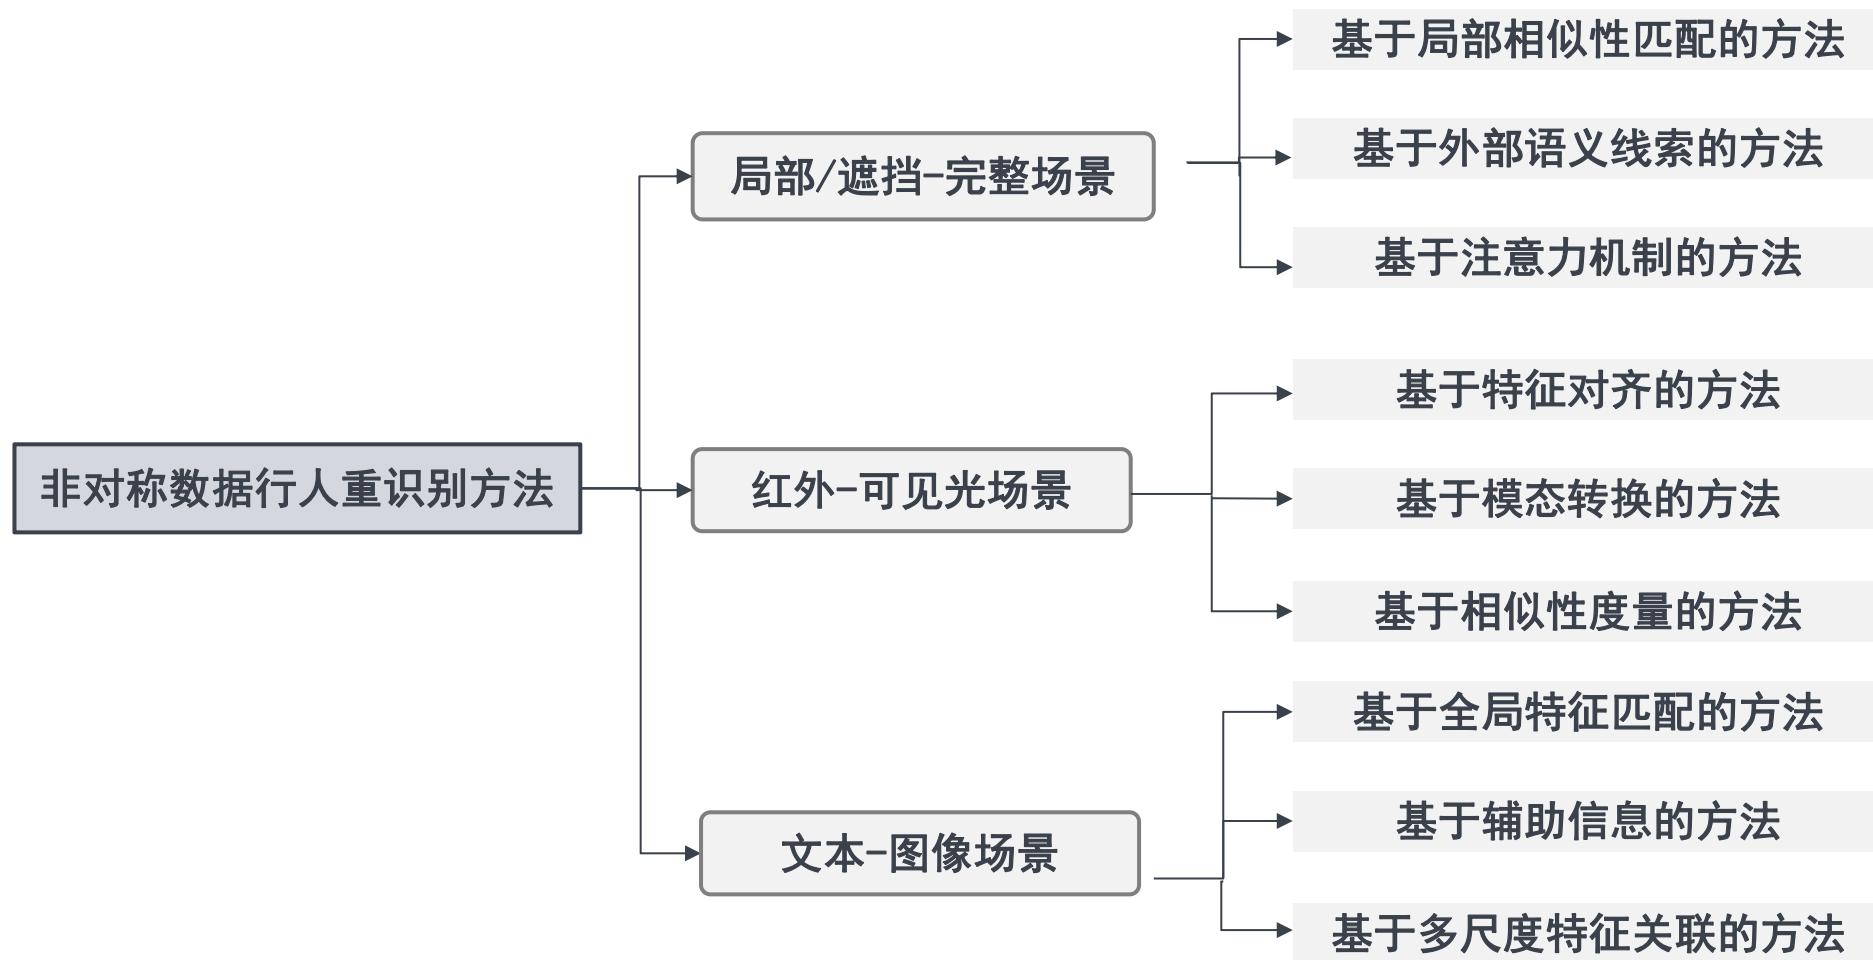 非对称数据行人重识别方法
局部/遮挡-完整场景
基于局部相似性匹配的方法
基于外部语义线索的方法
基于注意力机制的方法
红外-可见光场景
基于特征对齐的方法
基于模态转换的方法
基于相似性度量的方法
文本-图像场景
基于全局特征匹配的方法
基于辅助信息的方法
基于多尺度特征关联的方法